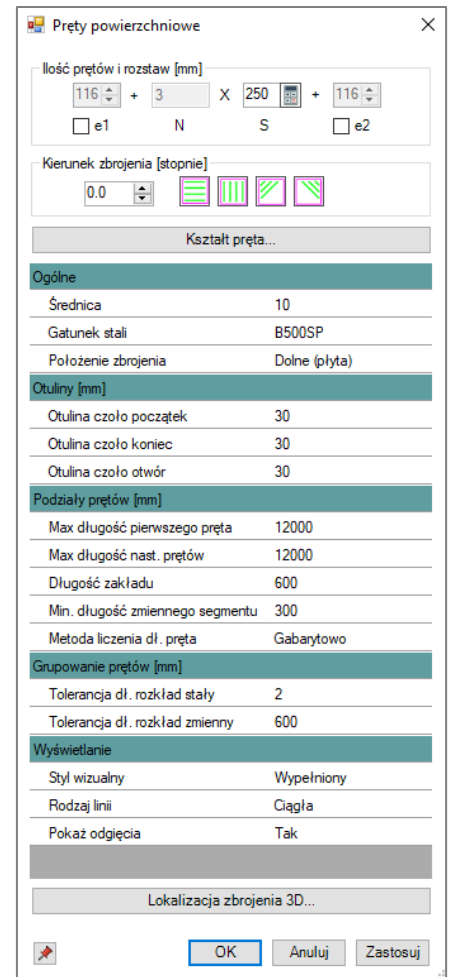 Pręty powierzchniowe
Ilość prętów i rozstaw [mm]
116 + 3 X 250 + 116
e1 N S e2
Kierunek zbrojenia [stopnie]
0.0
Kształt pręta...
Ogólne
Średnica 10
Gatunek stali B500SP
Położenie zbrojenia Dolne (płyta)
Otuliny [mm]
Otulina czoło początek 30
Otulina czoło koniec 30
Otulina czoło otwór 30
Podziały prętów [mm]
Max długość pierwszego pręta 12000
Max długość nast. prętów 12000
Długość zakładu 600
Min. długość zmiennego segmentu 300
Metoda liczenia dł. pręta Gabarytowo
Grupowanie prętów [mm]
Tolerancja dł. rozkład stały 2
Tolerancja dł. rozkład zmienny 600
Wyświetlanie
Styl wizualny Wypełniony
Rodzaj linii Ciągła
Pokaż odgięcia Tak
Lokalizacja zbrojenia 3D...
OK Anuluj Zastosuj